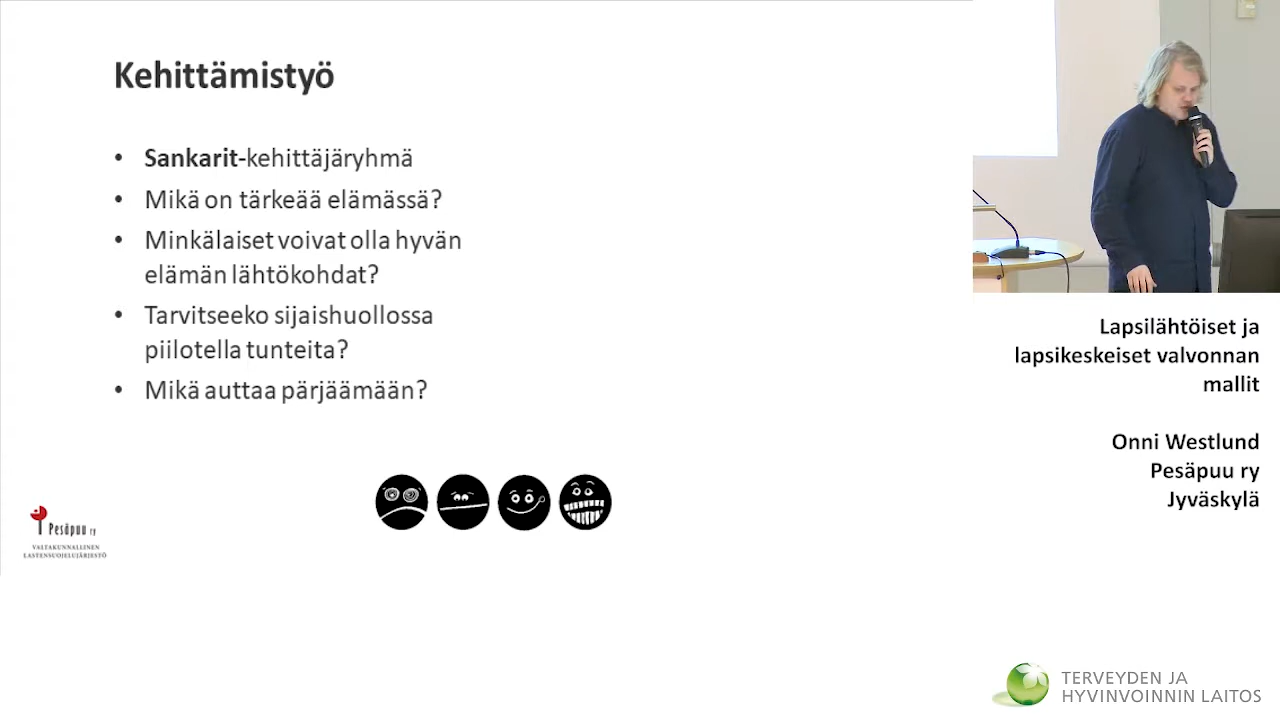 Kehittämistyö
• Sankarit-kehittäjäryhmä
• Mikä on tärkeää elämässä?
• Minkälaiset voivat olla hyvän
elämän lähtökohdat?
• Tarvitseeko sijaishuollossa
piilotella tunteita?
• Mikä auttaa pärjäämään?
Pesäpuu ry
VALTAKUNNALLINEN
LASTENSUOJELUJÄRJESTÖ
Lapsilähtöiset ja
lapsikeskeiset valvonnan
mallit
Onni Westlund
Pesäpuu ry
Jyväskylä
TERVEYDEN JA
HYVINVOINNIN LAITOS